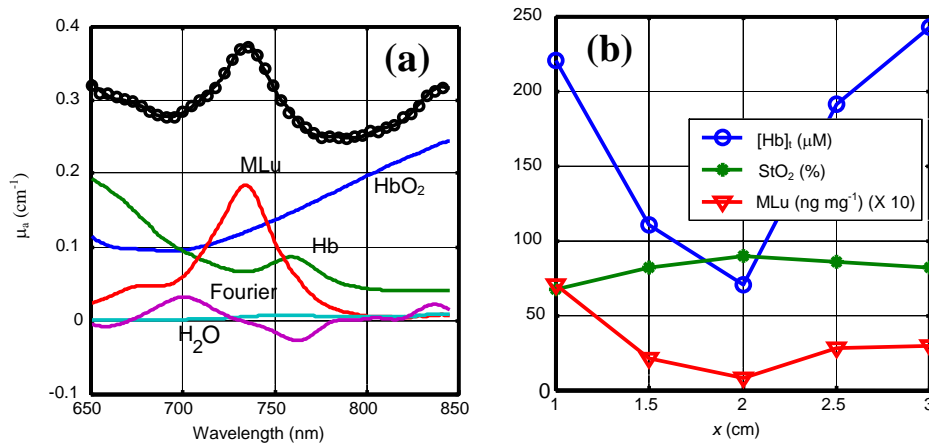 (a)
0.4
0.3
0.2
0.1
0
-0.1
μa (cm-1)
MLu
HbO2
Hb
Fourier
H2O
650 700 750 800 850
Wavelength (nm)
(b)
250
200
150
100
50
0
[Hb]t (μM)
StO2 (%)
MLu (ng mg-1) (X 10)
1 1.5 2 2.5 3
x (cm)